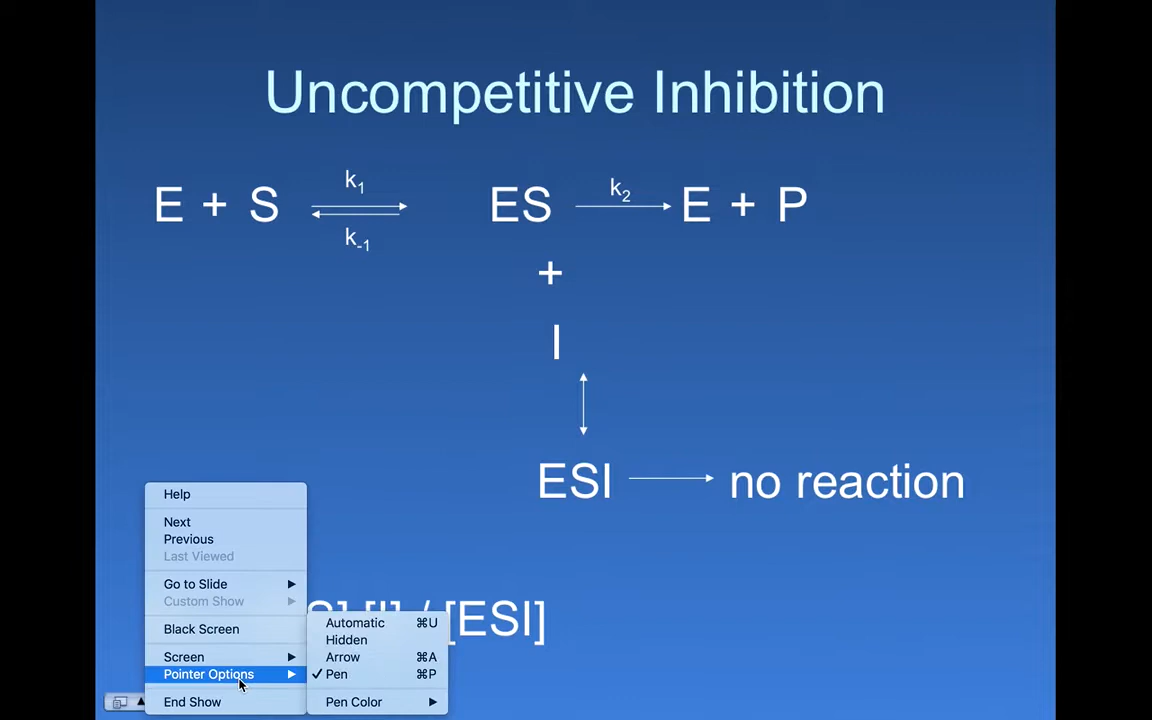 Uncompetitive Inhibition
k1
E + S ES k2 E + P
k-1
+
I
ESI no reaction
[ESI]
Help
Next
Previous
Last Viewed
Go to Slide
Custom Show
Black Screen
Screen
Pointer Options
End Show
Automatic ⌘U
Hidden
Arrow ⌘A
✓ Pen ⌘P
Pen Color